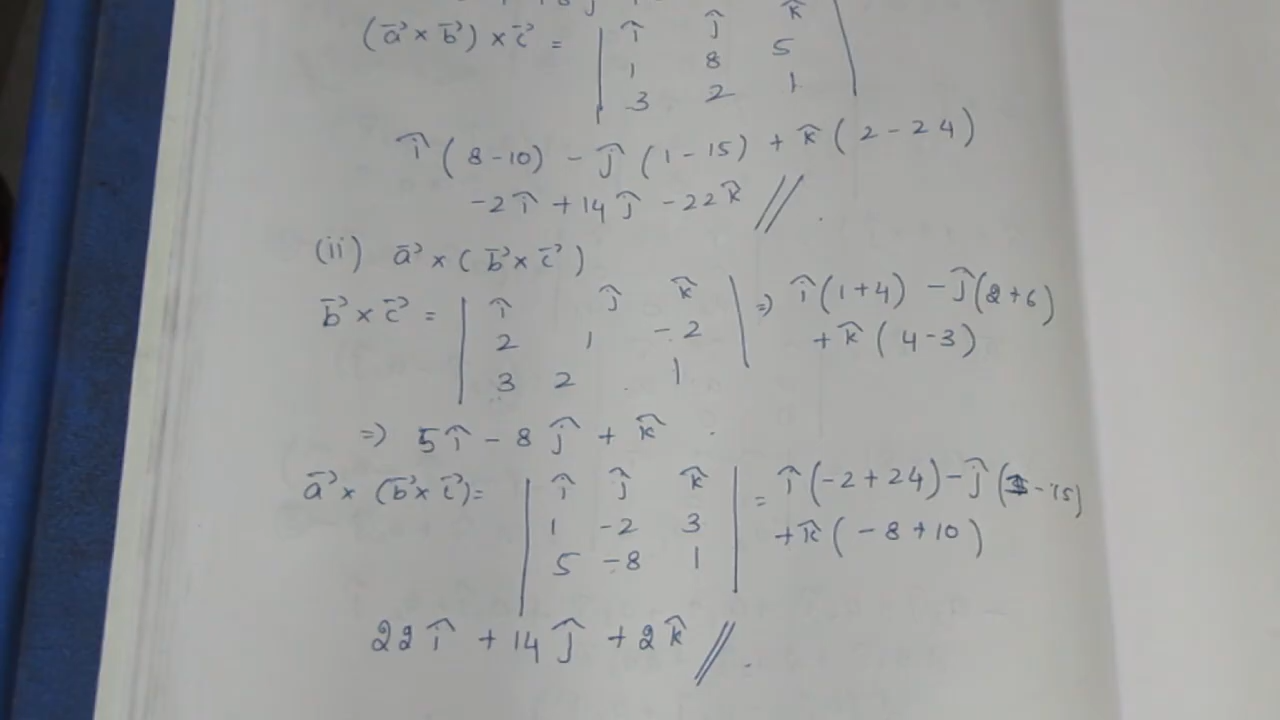 (a⃗ × b⃗) × c⃗ = | î ĵ k̂
1 8 5
3 2 1 |
î (8-10) - ĵ (1-15) + k̂ (2-24)
-2î + 14ĵ - 22k̂ //.
(ii) a⃗ × (b⃗ × c⃗)
b⃗ × c⃗ = | î ĵ k̂ | => î(1+4) - ĵ(2+6)
2 1 -2 + k̂ (4-3)
3 2 1
=> 5î - 8ĵ + k̂ .
a⃗ × (b⃗ × c⃗) = | î ĵ k̂ | = î(-2+24) - ĵ(1-15)
1 -2 3 + k̂ (-8+10)
5 -8 1
22î + 14ĵ + 2k̂ //.